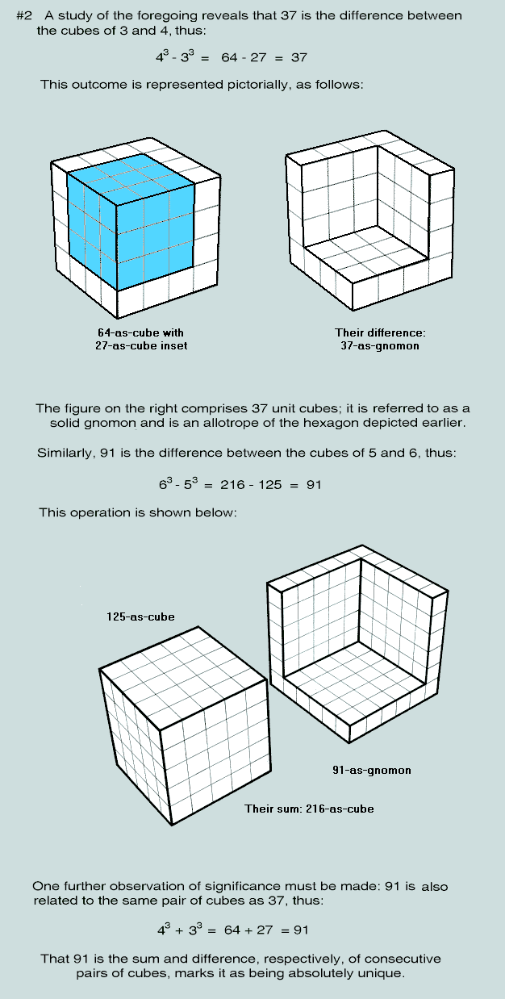 #2 A study of the foregoing reveals that 37 is the difference between
the cubes of 3 and 4, thus:
4³ - 3³ = 64 - 27 = 37
This outcome is represented pictorially, as follows:
64-as-cube with
27-as-cube inset
Their difference:
37-as-gnomon
The figure on the right comprises 37 unit cubes; it is referred to as a
solid gnomon and is an allotrope of the hexagon depicted earlier.
Similarly, 91 is the difference between the cubes of 5 and 6, thus:
6³ - 5³ = 216 - 125 = 91
This operation is shown below:
125-as-cube
91-as-gnomon
Their sum: 216-as-cube
One further observation of significance must be made: 91 is also
related to the same pair of cubes as 37, thus:
4³ + 3³ = 64 + 27 = 91
That 91 is the sum and difference, respectively, of consecutive
pairs of cubes, marks it as being absolutely unique.